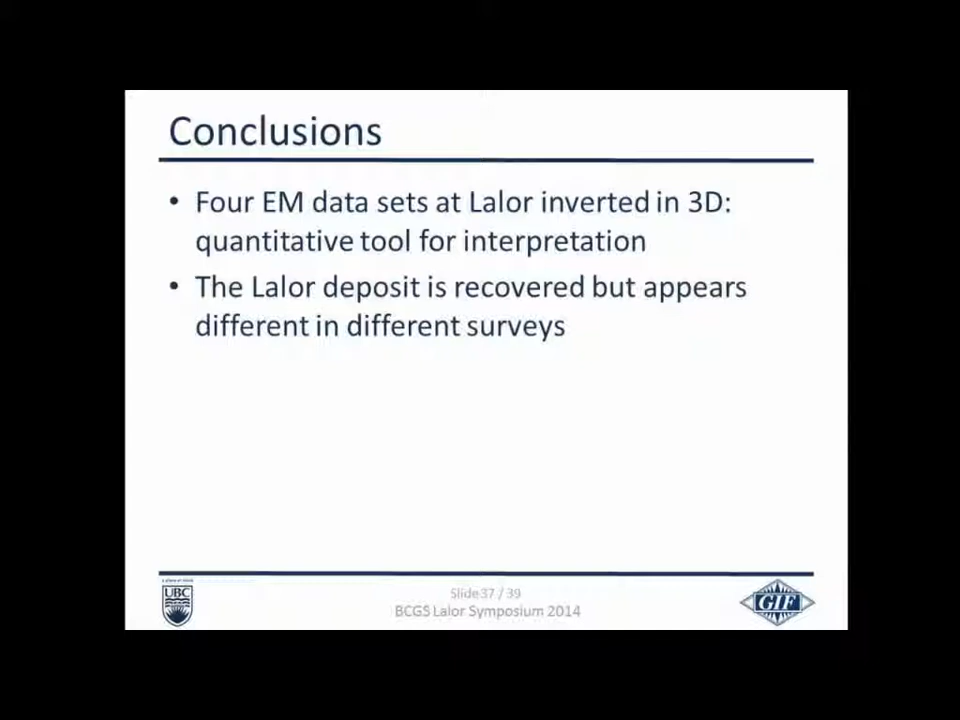 Conclusions
• Four EM data sets at Lalor inverted in 3D:
quantitative tool for interpretation
• The Lalor deposit is recovered but appears
different in different surveys
UBC
Slide 37 / 39
BCGS Lalor Symposium 2014
GIF